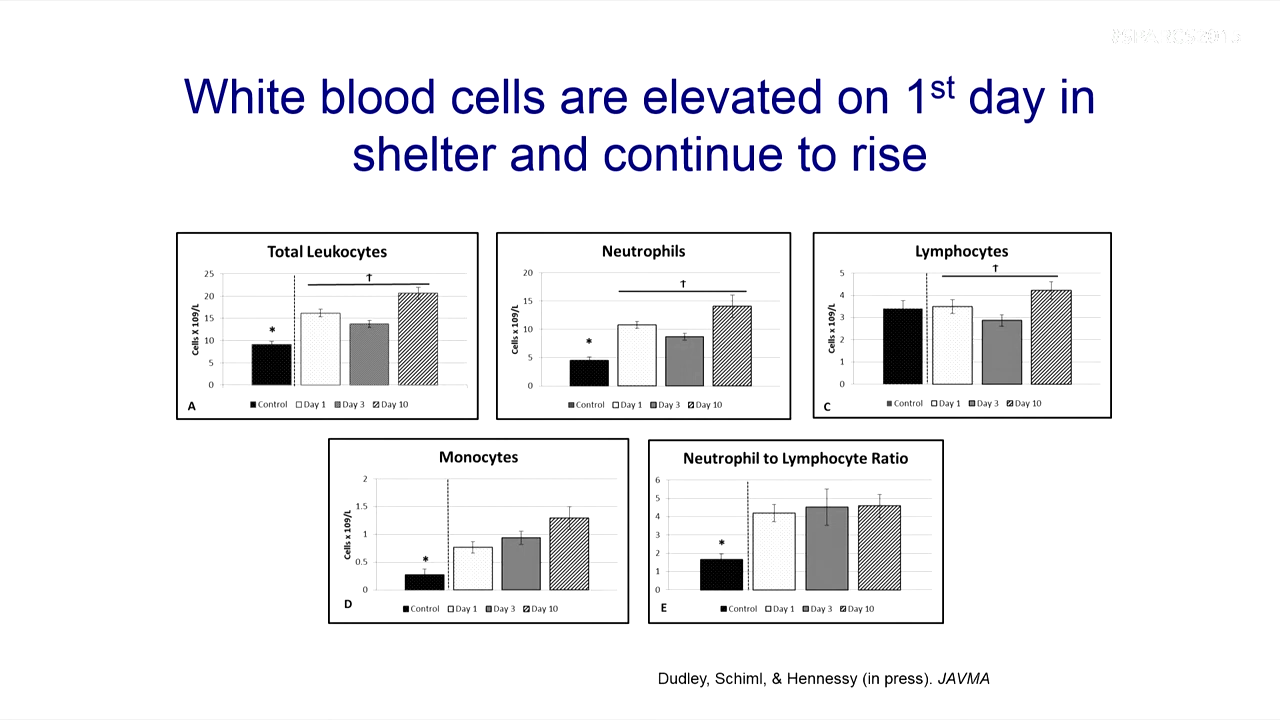 White blood cells are elevated on 1st day in
shelter and continue to rise
Total Leukocytes
25
20
15
10
5
0
Cells x 109/L
*
†
Control Day 1 Day 3 Day 10
A
Neutrophils
20
15
10
5
0
Cells x 109/L
*
†
Control Day 1 Day 3 Day 10
Lymphocytes
5
4
3
2
1
0
Cells x 109/L
†
Control Day 1 Day 3 Day 10
C
Monocytes
2
1.5
1
0.5
0
Cells x 109/L
*
Control Day 1 Day 3 Day 10
D
Neutrophil to Lymphocyte Ratio
6
5
4
3
2
1
0
*
Control Day 1 Day 3 Day 10
E
Dudley, Schiml, & Hennessy (in press). JAVMA